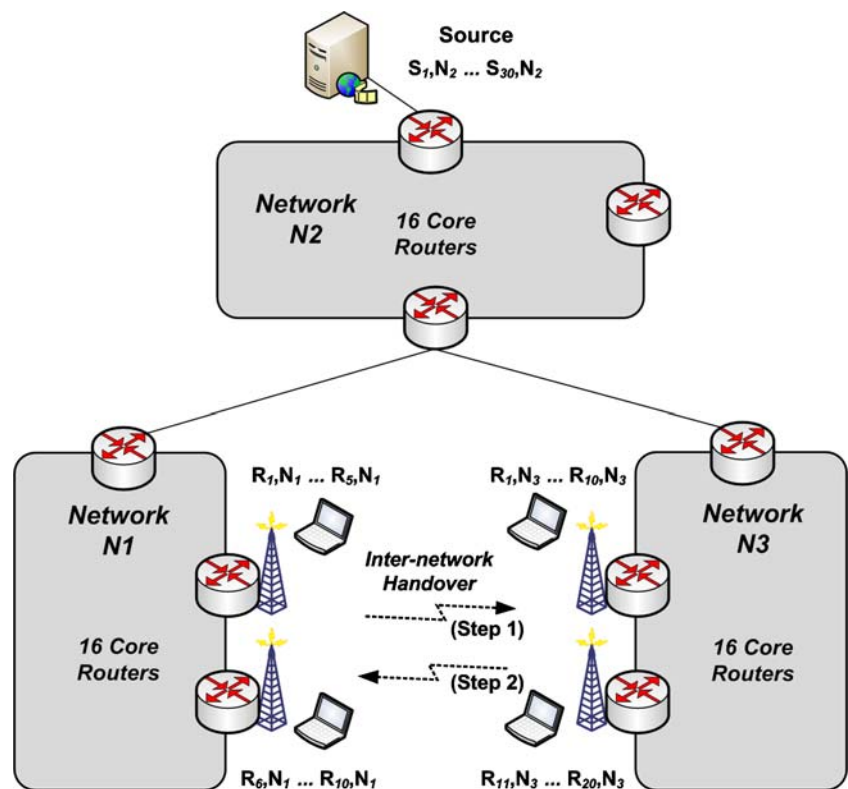 Source
S1,N2 ... S30,N2
Network
N2
16 Core
Routers
Network
N1
16 Core
Routers
R1,N1 ... R5,N1
R1,N3 ... R10,N3
Inter-network
Handover
(Step 1)
(Step 2)
R6,N1 ... R10,N1
R11,N3 ... R20,N3
Network
N3
16 Core
Routers